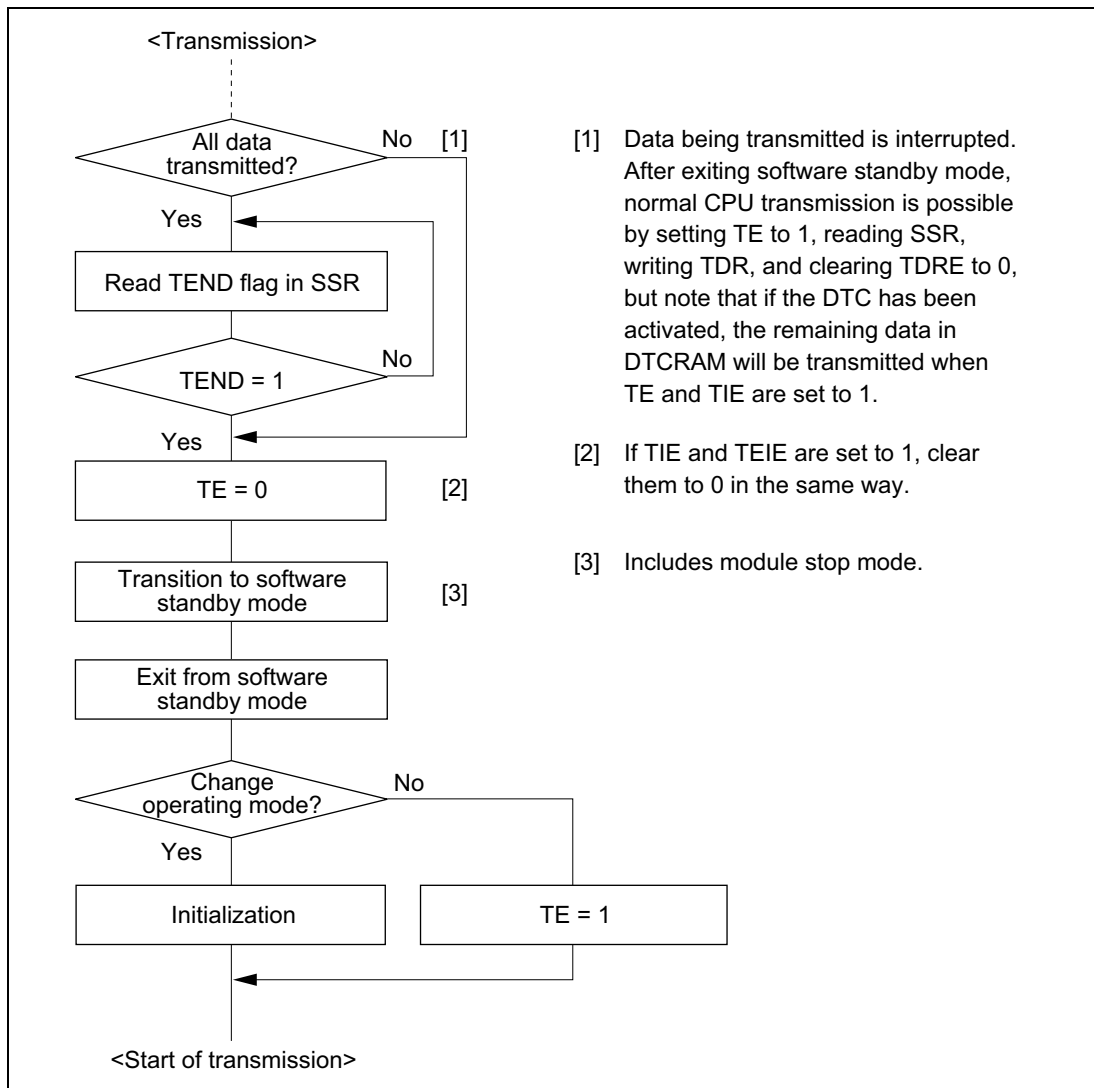 <Transmission>
All data
transmitted?
No
[1]
Yes
Read TEND flag in SSR
TEND = 1
No
Yes
TE = 0
[2]
Transition to software
standby mode
[3]
Exit from software
standby mode
Change
operating mode?
No
Yes
Initialization
TE = 1
<Start of transmission>
[1] Data being transmitted is interrupted.
After exiting software standby mode,
normal CPU transmission is possible
by setting TE to 1, reading SSR,
writing TDR, and clearing TDRE to 0,
but note that if the DTC has been
activated, the remaining data in
DTCRAM will be transmitted when
TE and TIE are set to 1.
[2] If TIE and TEIE are set to 1, clear
them to 0 in the same way.
[3] Includes module stop mode.